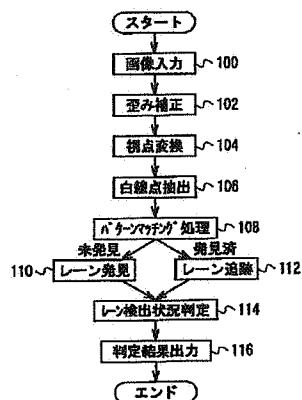 スタート
画像入力 100
歪み補正 102
視点変換 104
白線点抽出 106
パターンマッチング処理 108
未発見 発見済
110 レーン発見 レーン追跡 112
レーン検出状況判定 114
判定結果出力 116
エンド